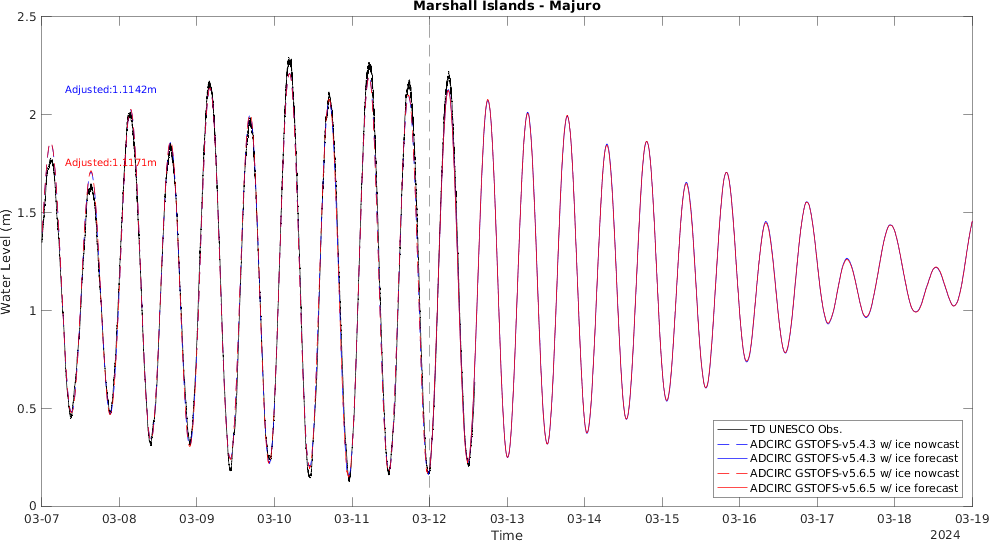 Marshall Islands - Majuro
2.5
2
1.5
1
0.5
0
Water Level (m)
Adjusted:1.1142m
Adjusted:1.1171m
TD UNESCO Obs.
ADCIRC GSTOFS-v5.4.3 w/ ice nowcast
ADCIRC GSTOFS-v5.4.3 w/ ice forecast
ADCIRC GSTOFS-v5.6.5 w/ ice nowcast
ADCIRC GSTOFS-v5.6.5 w/ ice forecast
03-07 03-08 03-09 03-10 03-11 03-12 03-13 03-14 03-15 03-16 03-17 03-18 03-19
Time
2024